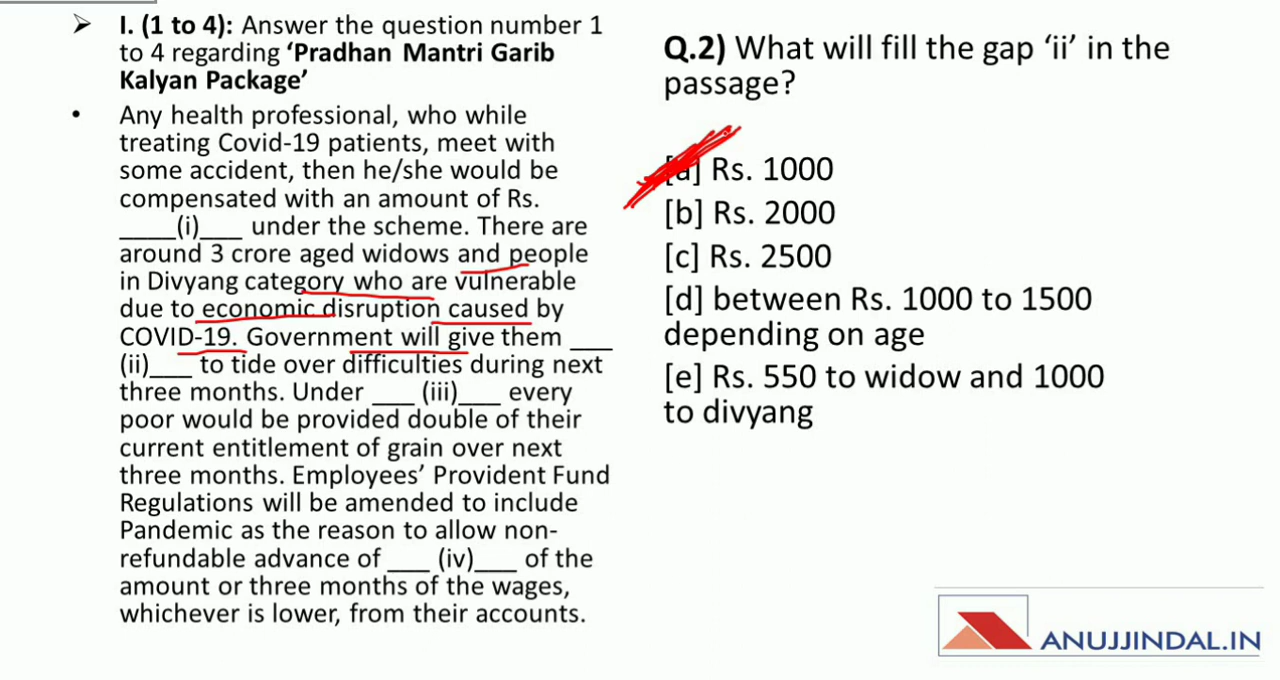 ➤ I. (1 to 4): Answer the question number 1
to 4 regarding ‘Pradhan Mantri Garib
Kalyan Package’
• Any health professional, who while
treating Covid-19 patients, meet with
some accident, then he/she would be
compensated with an amount of Rs.
____(i)___ under the scheme. There are
around 3 crore aged widows and people
in Divyang category who are vulnerable
due to economic disruption caused by
COVID-19. Government will give them ___
(ii)___ to tide over difficulties during next
three months. Under ___ (iii)___ every
poor would be provided double of their
current entitlement of grain over next
three months. Employees’ Provident Fund
Regulations will be amended to include
Pandemic as the reason to allow non-
refundable advance of ___ (iv)___ of the
amount or three months of the wages,
whichever is lower, from their accounts.
Q.2) What will fill the gap ‘ii’ in the
passage?
[a] Rs. 1000
[b] Rs. 2000
[c] Rs. 2500
[d] between Rs. 1000 to 1500
depending on age
[e] Rs. 550 to widow and 1000
to divyang
ANUJJINDAL.IN